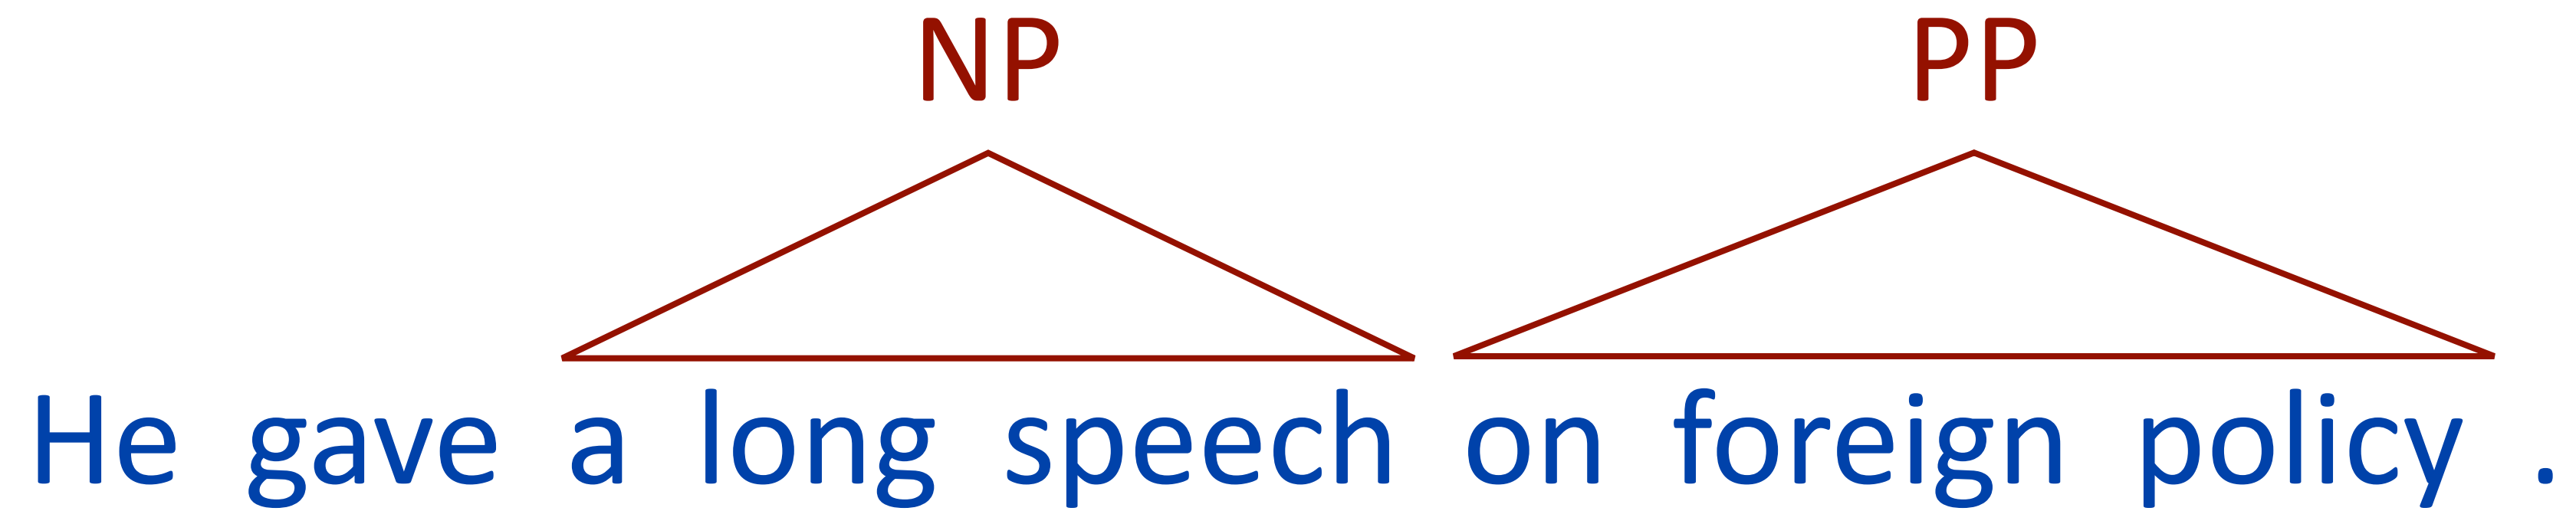 NP PP
He gave a long speech on foreign policy .